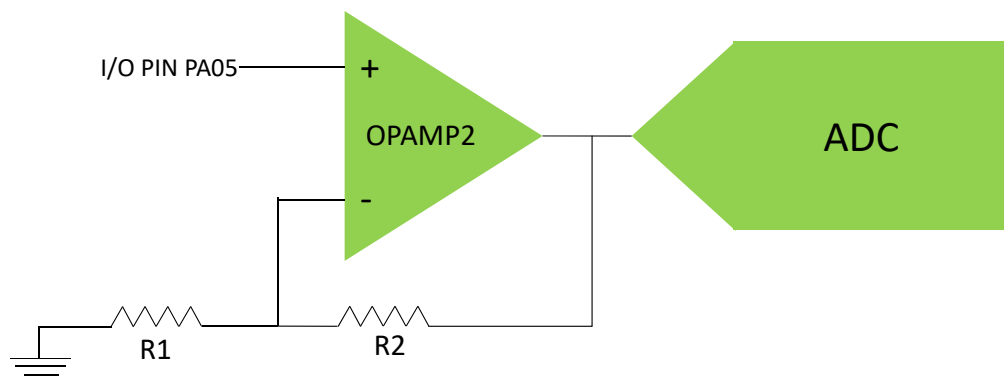 I/O PIN PA05
+
OPAMP2
ADC
-
R1
R2